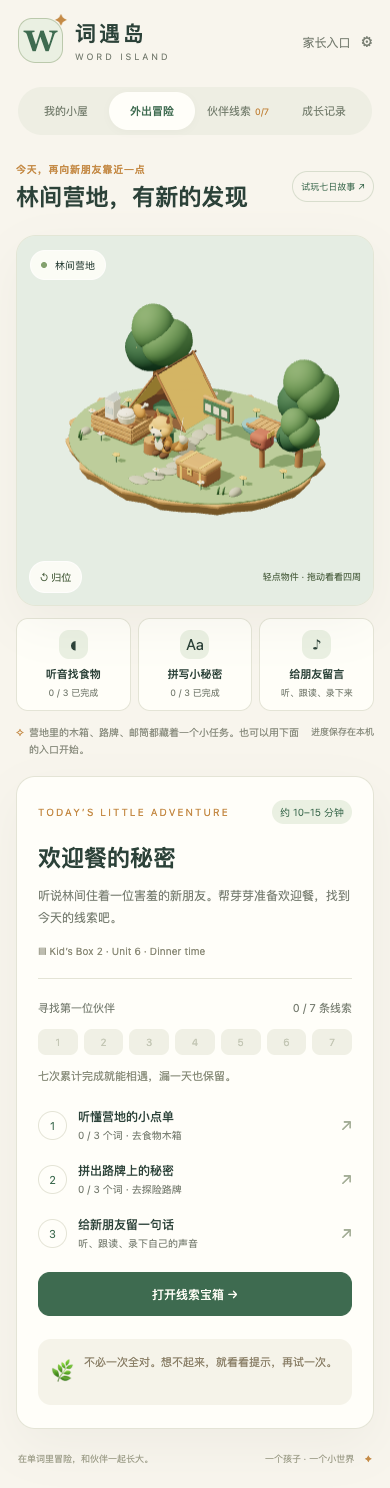 W
词遇岛
WORD ISLAND
家长入口
我的小屋
外出冒险
伙伴线索 0/7
成长记录
今天，再向新朋友靠近一点
林间营地，有新的发现
试玩七日故事 ↗
林间营地
归位
轻点物件 · 拖动看看四周
听音找食物
0 / 3 已完成
Aa
拼写小秘密
0 / 3 已完成
♪
给朋友留言
听、跟读、录下来
营地里的木箱、路牌、邮筒都藏着一个小任务。也可以用下面
的入口开始。
进度保存在本机
TODAY'S LITTLE ADVENTURE
约 10–15 分钟
欢迎餐的秘密
听说林间住着一位害羞的新朋友。帮芽芽准备欢迎餐，找到
今天的线索吧。
Kid's Box 2 · Unit 6 · Dinner time
寻找第一位伙伴
0 / 7 条线索
1
2
3
4
5
6
7
七次累计完成就能相遇，漏一天也保留。
1
听懂营地的小点单
0 / 3 个词 · 去食物木箱
2
拼出路牌上的秘密
0 / 3 个词 · 去探险路牌
3
给新朋友留一句话
听、跟读、录下自己的声音
打开线索宝箱 →
不必一次全对。想不起来，就看看提示，再试一次。
在单词里冒险，和伙伴一起长大。
一个孩子 · 一个小世界